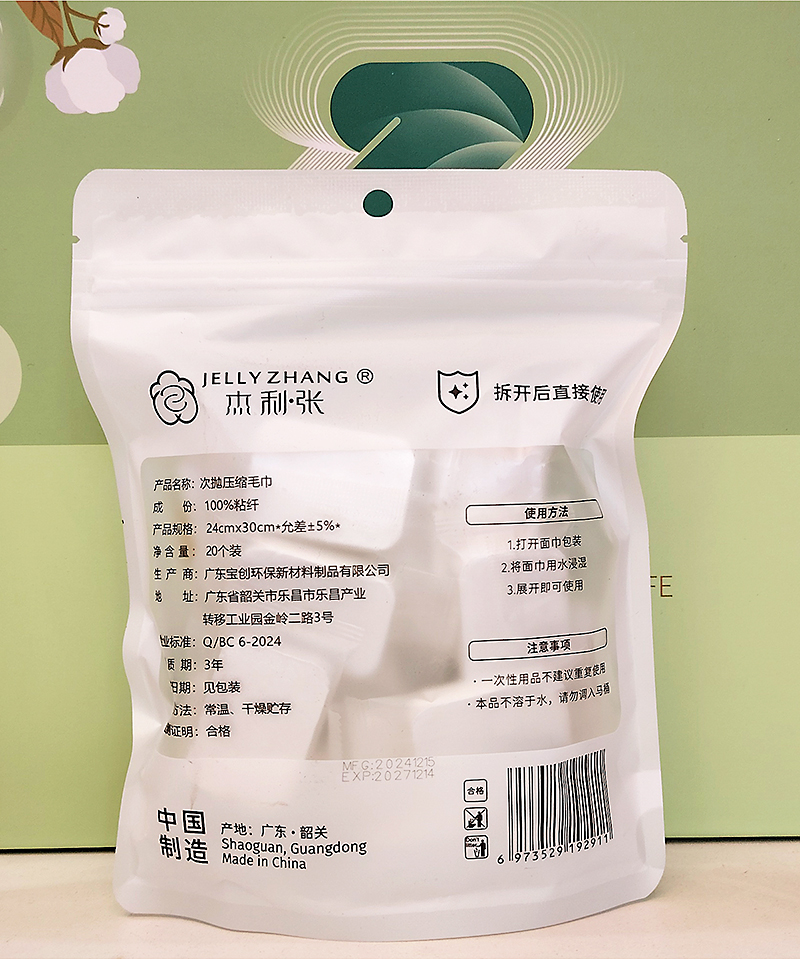 JELLY ZHANG ®
杰利·张
拆开后直接使用
产品名称：次抛压缩毛巾
成 份：100%粘纤
产品规格：24cmx30cm*允差±5%*
净含量：20个装
生产商：广东宝创环保新材料制品有限公司
地 址：广东省韶关市乐昌市乐昌产业
转移工业园金岭二路3号
业标准：Q/BC 6-2024
质期：3年
日期：见包装
方法：常温、干燥贮存
证明：合格
使用方法
1.打开面巾包装
2.将面巾用水浸湿
3.展开即可使用
注意事项
·一次性用品不建议重复使用
·本品不溶于水，请勿调入马桶
MFG:20241215
EXP:20271214
中国
制造
产地：广东·韶关
Shaoguan, Guangdong
Made in China
合格
Don't
litter
6 973529 192911
FE